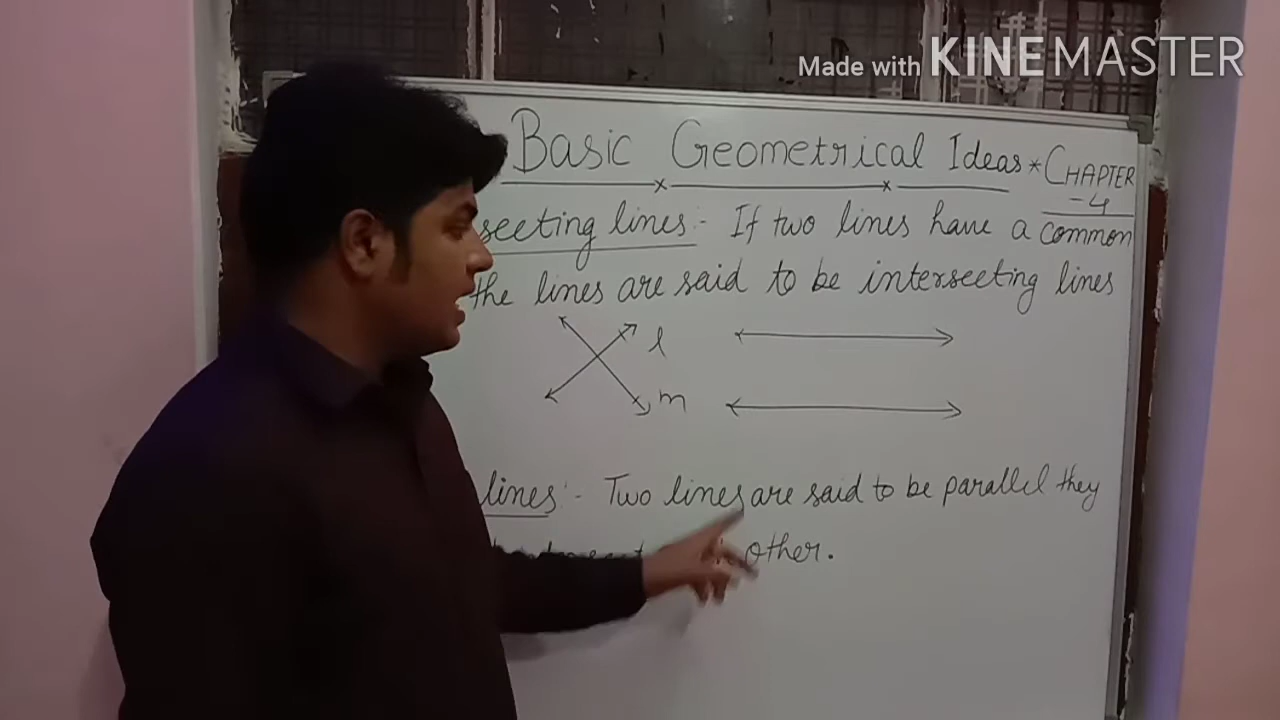 Made with KINEMASTER
Basic Geometrical Ideas * CHAPTER
-4
seeting lines :- If two lines have a common
the lines are said to be interseeting lines
l
m
lines :- Two lines are said to be parallel they
other.